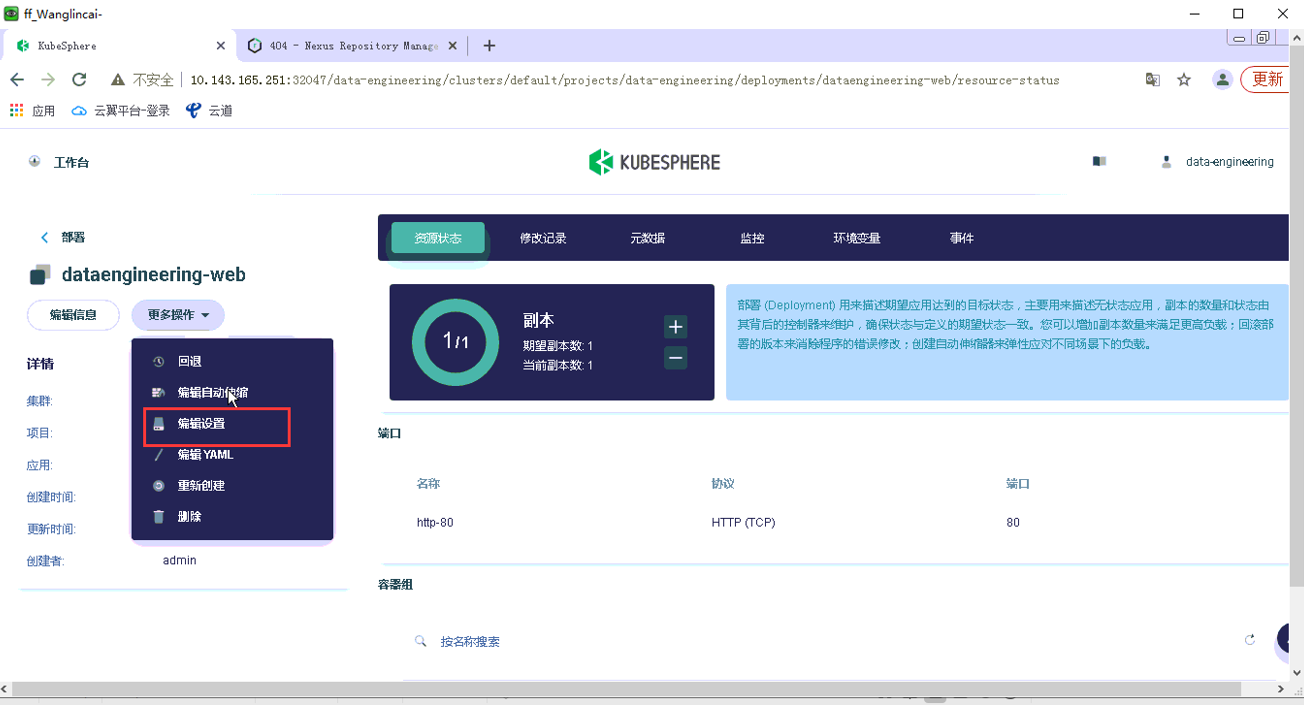 ff_Wanglincai-
KubeSphere
404 - Nexus Repository Manage
不安全
10.143.165.251:32047/data-engineering/clusters/default/projects/data-engineering/deployments/dataengineering-web/resource-status
更新
应用
云翼平台-登录
云道
工作台
KUBESPHERE
data-engineering
部署
dataengineering-web
编辑信息
更多操作
详情
集群:
项目:
应用:
创建时间:
更新时间:
创建者:
admin
回退
编辑自动伸缩
编辑设置
编辑 YAML
重新创建
删除
资源状态
修改记录
元数据
监控
环境变量
事件
1/1
副本
期望副本数: 1
当前副本数: 1
部署 (Deployment) 用来描述期望应用达到的目标状态，主要用来描述无状态应用，副本的数量和状态由
其背后的控制器来维护，确保状态与定义的期望状态一致。您可以增加副本数量来满足更高负载；回滚部
署的版本来消除程序的错误修改；创建自动伸缩器来弹性应对不同场景下的负载。
端口
名称
协议
端口
http-80
HTTP (TCP)
80
容器组
按名称搜索